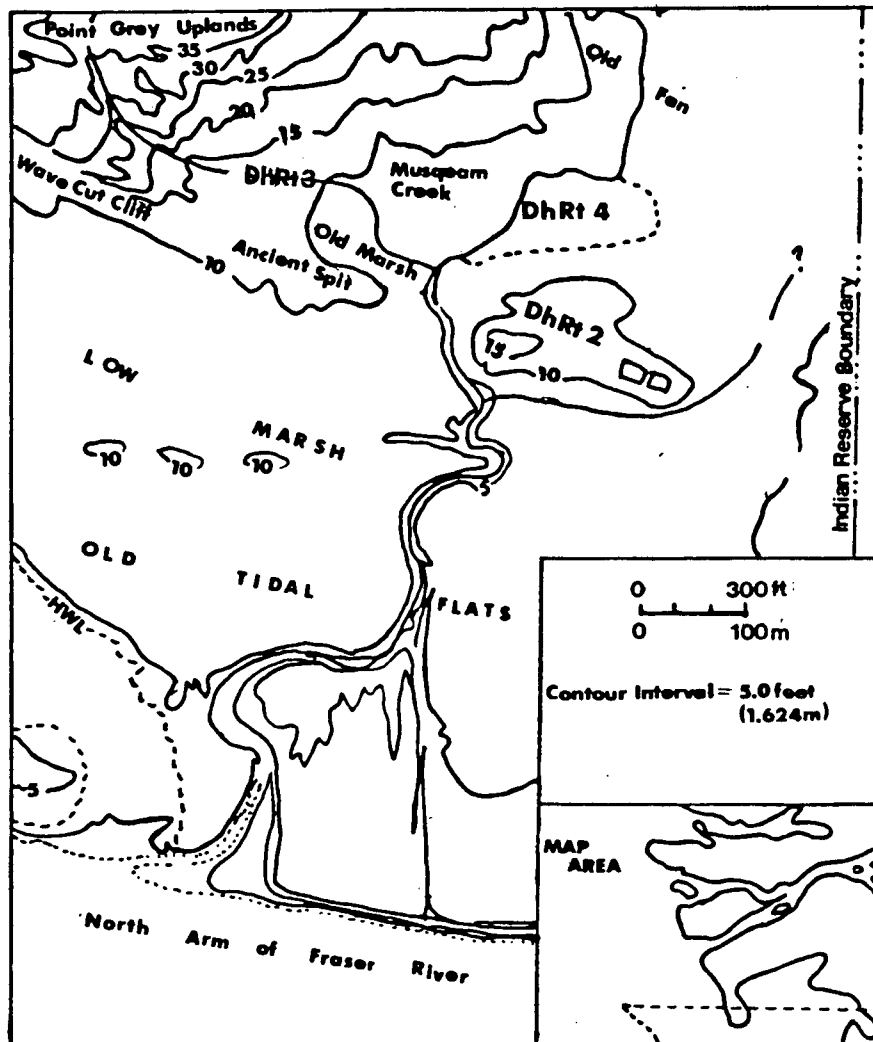 Point Grey Uplands
35
30
25
20
15
Old
Fan
Wave Cut Cliff
DhRt 3
Musqueam
Creek
DhRt 4
Old Marsh
Ancient Spit
10
DhRt 2
15
10
?
Indian Reserve Boundary
LOW
MARSH
10
10
10
5
OLD
TIDAL
FLATS
HWL
5
0 300 ft
0 100 m
Contour Interval = 5.0 feet
(1.624m)
MAP
AREA
North Arm of Fraser River